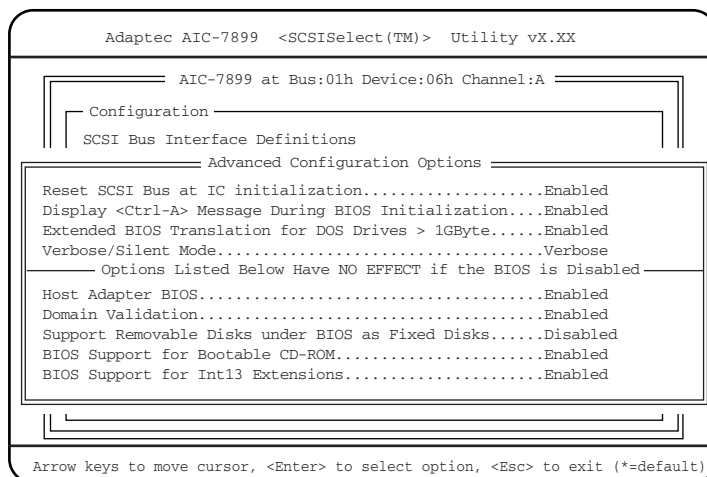 Adaptec AIC-7899 <SCSISelect(TM)> Utility vX.XX
AIC-7899 at Bus:01h Device:06h Channel:A
Configuration
SCSI Bus Interface Definitions
Advanced Configuration Options
Reset SCSI Bus at IC initialization....................Enabled
Display <Ctrl-A> Message During BIOS Initialization....Enabled
Extended BIOS Translation for DOS Drives > 1GByte......Enabled
Verbose/Silent Mode....................................Verbose
Options Listed Below Have NO EFFECT if the BIOS is Disabled
Host Adapter BIOS......................................Enabled
Domain Validation......................................Enabled
Support Removable Disks under BIOS as Fixed Disks......Disabled
BIOS Support for Bootable CD-ROM.......................Enabled
BIOS Support for Int13 Extensions......................Enabled
Arrow keys to move cursor, <Enter> to select option, <Esc> to exit (*=default)